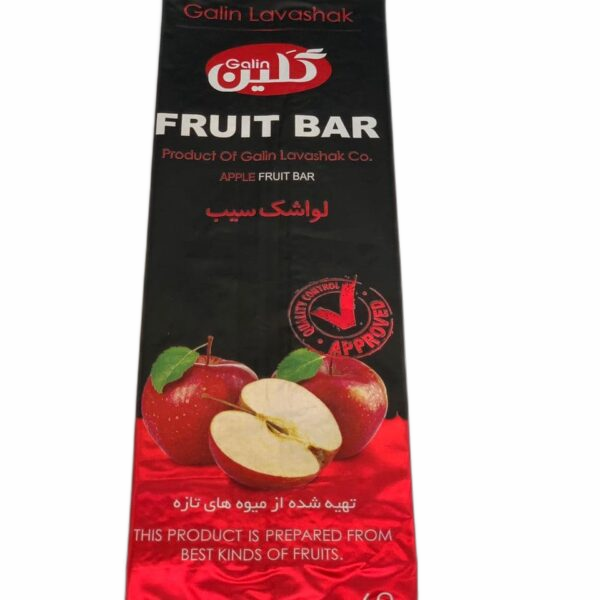 Galin Lavashak
Galin
گلین
FRUIT BAR
Product Of Galin Lavashak Co.
APPLE FRUIT BAR
لواشک سیب
QUALITY CONTROL
APPROVED
تهیه شده از میوه های تازه
THIS PRODUCT IS PREPARED FROM
BEST KINDS OF FRUITS.